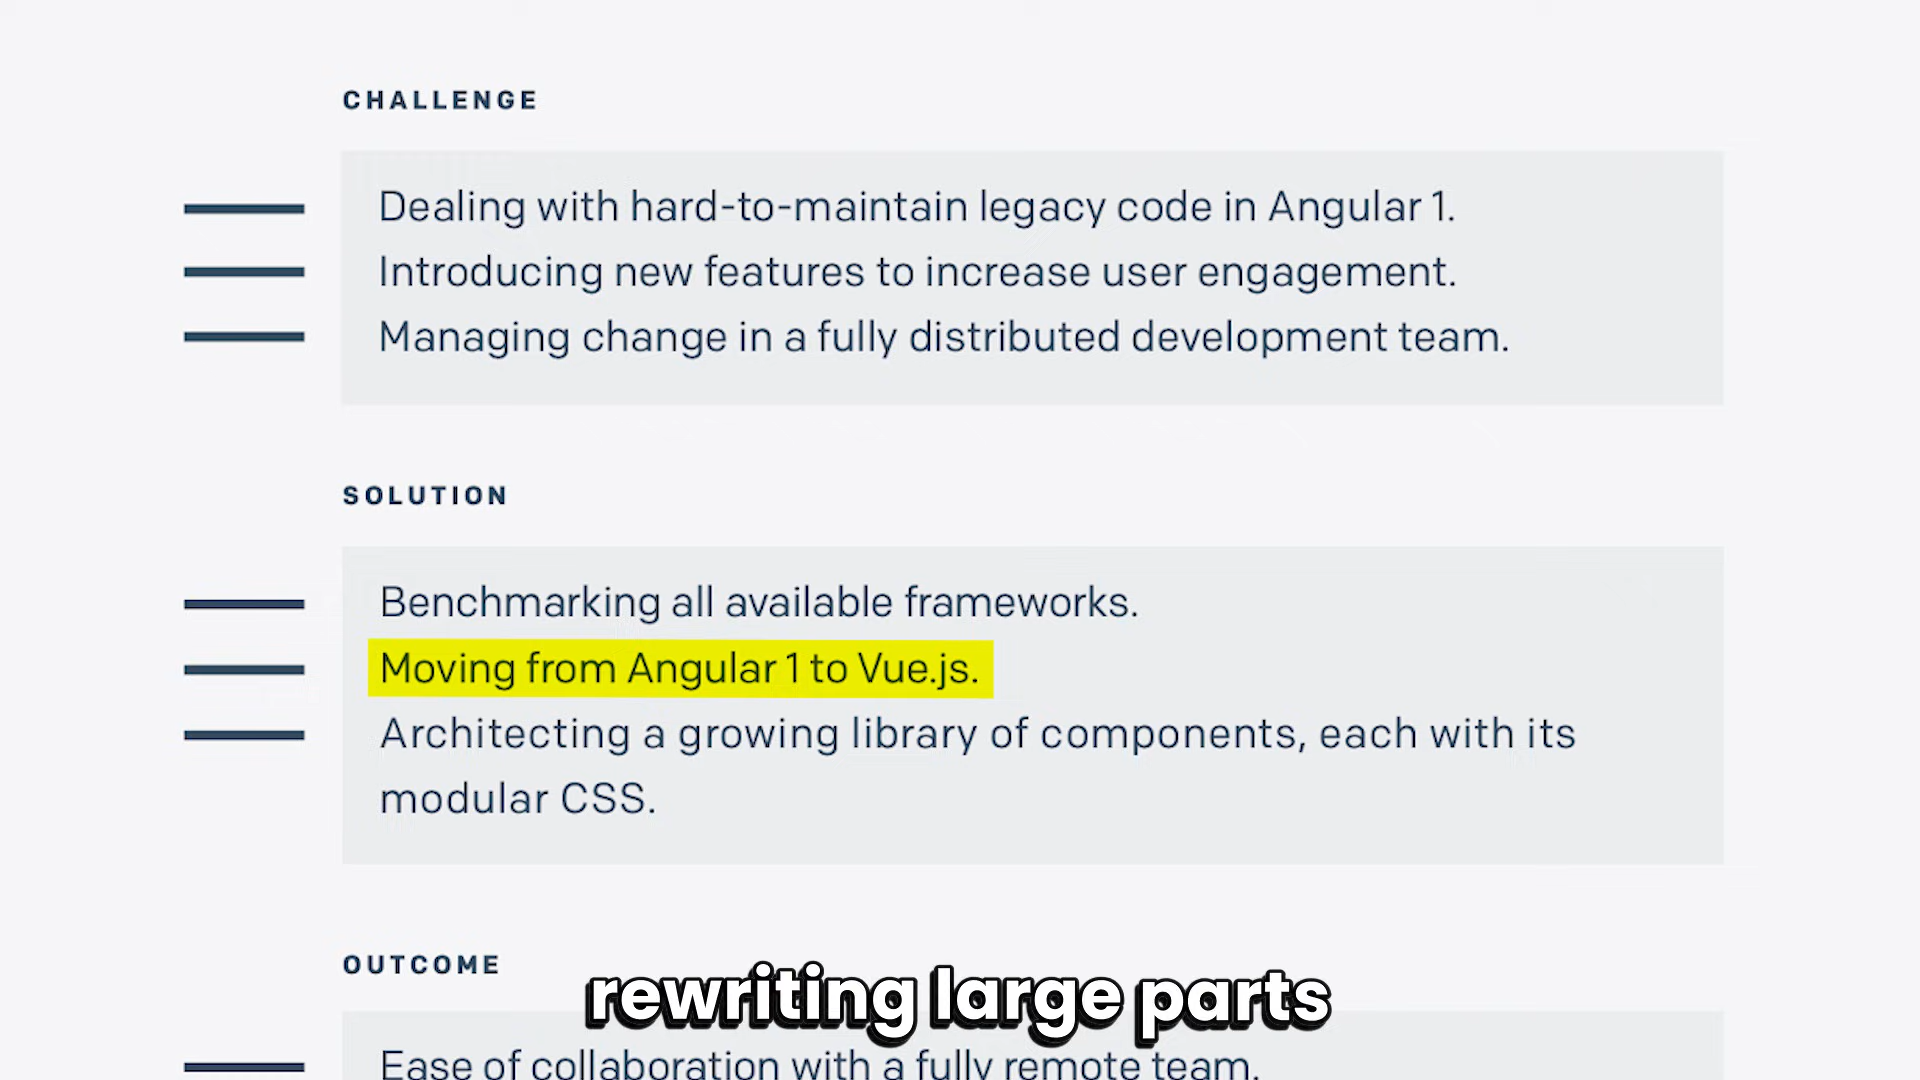 CHALLENGE
Dealing with hard-to-maintain legacy code in Angular 1.
Introducing new features to increase user engagement.
Managing change in a fully distributed development team.
SOLUTION
Benchmarking all available frameworks.
Moving from Angular 1 to Vue.js.
Architecting a growing library of components, each with its
modular CSS.
OUTCOME
rewriting large parts
Ease of collaboration with a fully remote team.